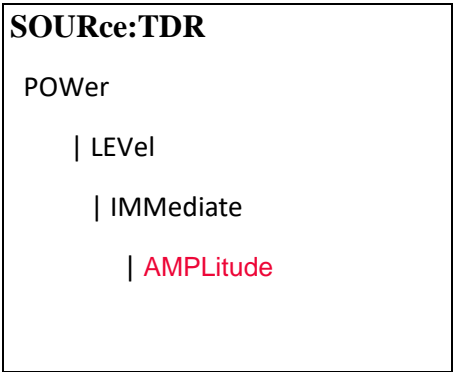 SOURce:TDR
POWer
| LEVel
| IMMediate
| AMPLitude